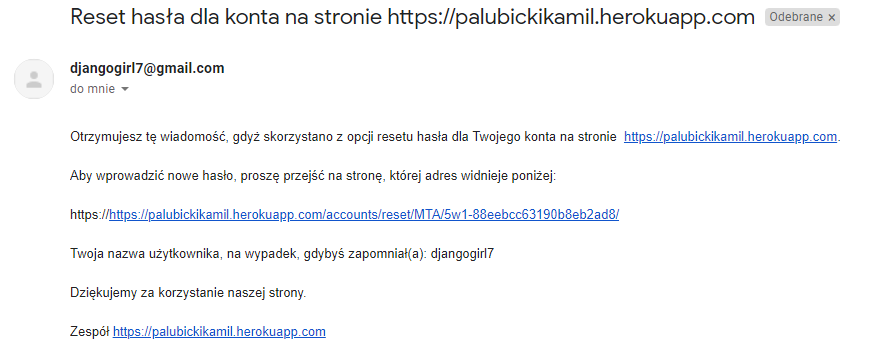 Reset hasła dla konta na stronie https://palubickikamil.herokuapp.com Odebrane ×
djangogirl7@gmail.com
do mnie
Otrzymujesz tę wiadomość, gdyż skorzystano z opcji resetu hasła dla Twojego konta na stronie https://palubickikamil.herokuapp.com.
Aby wprowadzić nowe hasło, proszę przejść na stronę, której adres widnieje poniżej:
https://https://palubickikamil.herokuapp.com/accounts/reset/MTA/5w1-88eebcc63190b8eb2ad8/
Twoja nazwa użytkownika, na wypadek, gdybyś zapomniał(a): djangogirl7
Dziękujemy za korzystanie naszej strony.
Zespół https://palubickikamil.herokuapp.com